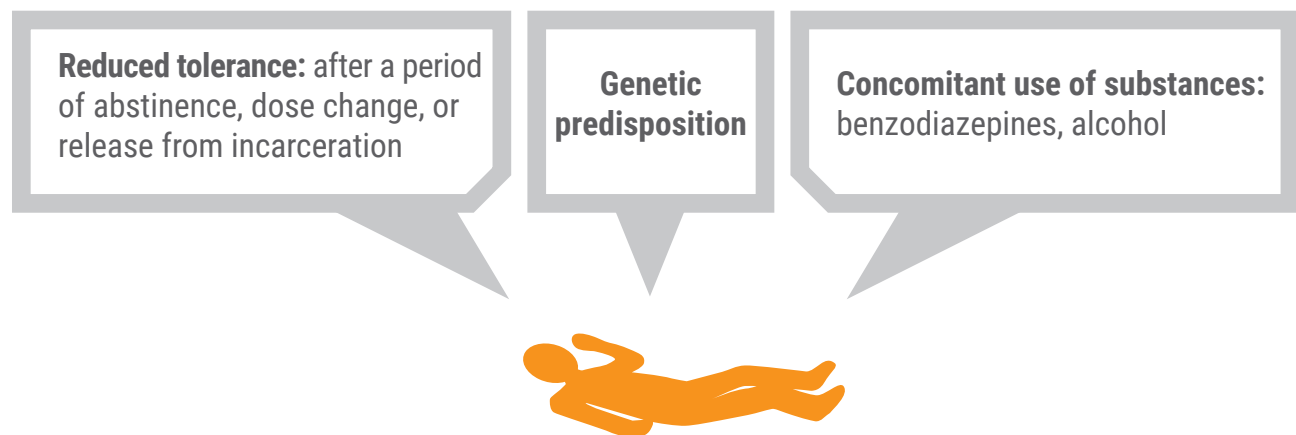 Reduced tolerance: after a period
of abstinence, dose change, or
release from incarceration
Genetic
predisposition
Concomitant use of substances:
benzodiazepines, alcohol